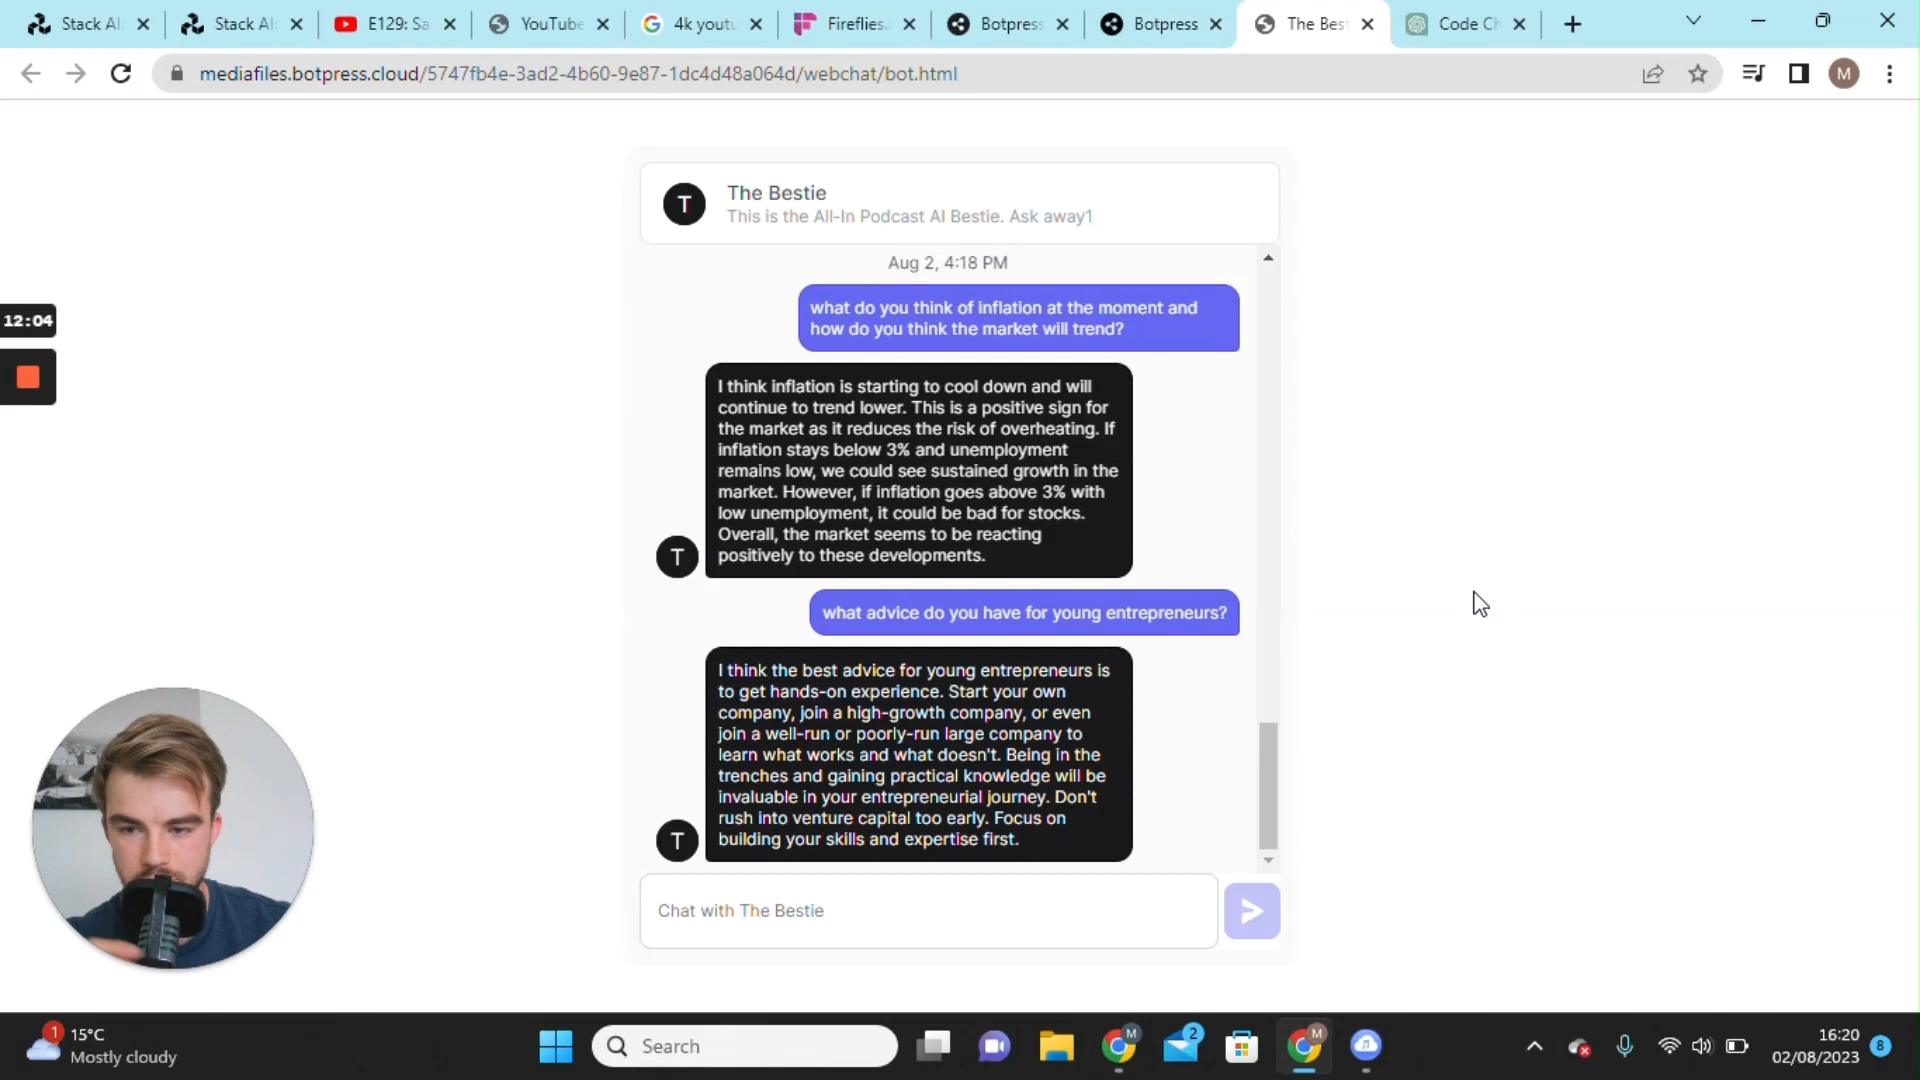 Stack AI
Stack AI
E129: Sa
YouTube
4k youtu
Fireflies.
Botpress
Botpress
The Bes
Code Ch
mediafiles.botpress.cloud/5747fb4e-3ad2-4b60-9e87-1dc4d48a064d/webchat/bot.html
M
T
The Bestie
This is the All-In Podcast AI Bestie. Ask away1
Aug 2, 4:18 PM
what do you think of inflation at the moment and
how do you think the market will trend?
12:04
I think inflation is starting to cool down and will
continue to trend lower. This is a positive sign for
the market as it reduces the risk of overheating. If
inflation stays below 3% and unemployment
remains low, we could see sustained growth in the
market. However, if inflation goes above 3% with
low unemployment, it could be bad for stocks.
Overall, the market seems to be reacting
positively to these developments.
T
what advice do you have for young entrepreneurs?
I think the best advice for young entrepreneurs is
to get hands-on experience. Start your own
company, join a high-growth company, or even
join a well-run or poorly-run large company to
learn what works and what doesn't. Being in the
trenches and gaining practical knowledge will be
invaluable in your entrepreneurial journey. Don't
rush into venture capital too early. Focus on
building your skills and expertise first.
T
Chat with The Bestie
1
15°C
Mostly cloudy
Search
M
2
M
16:20
02/08/2023
8